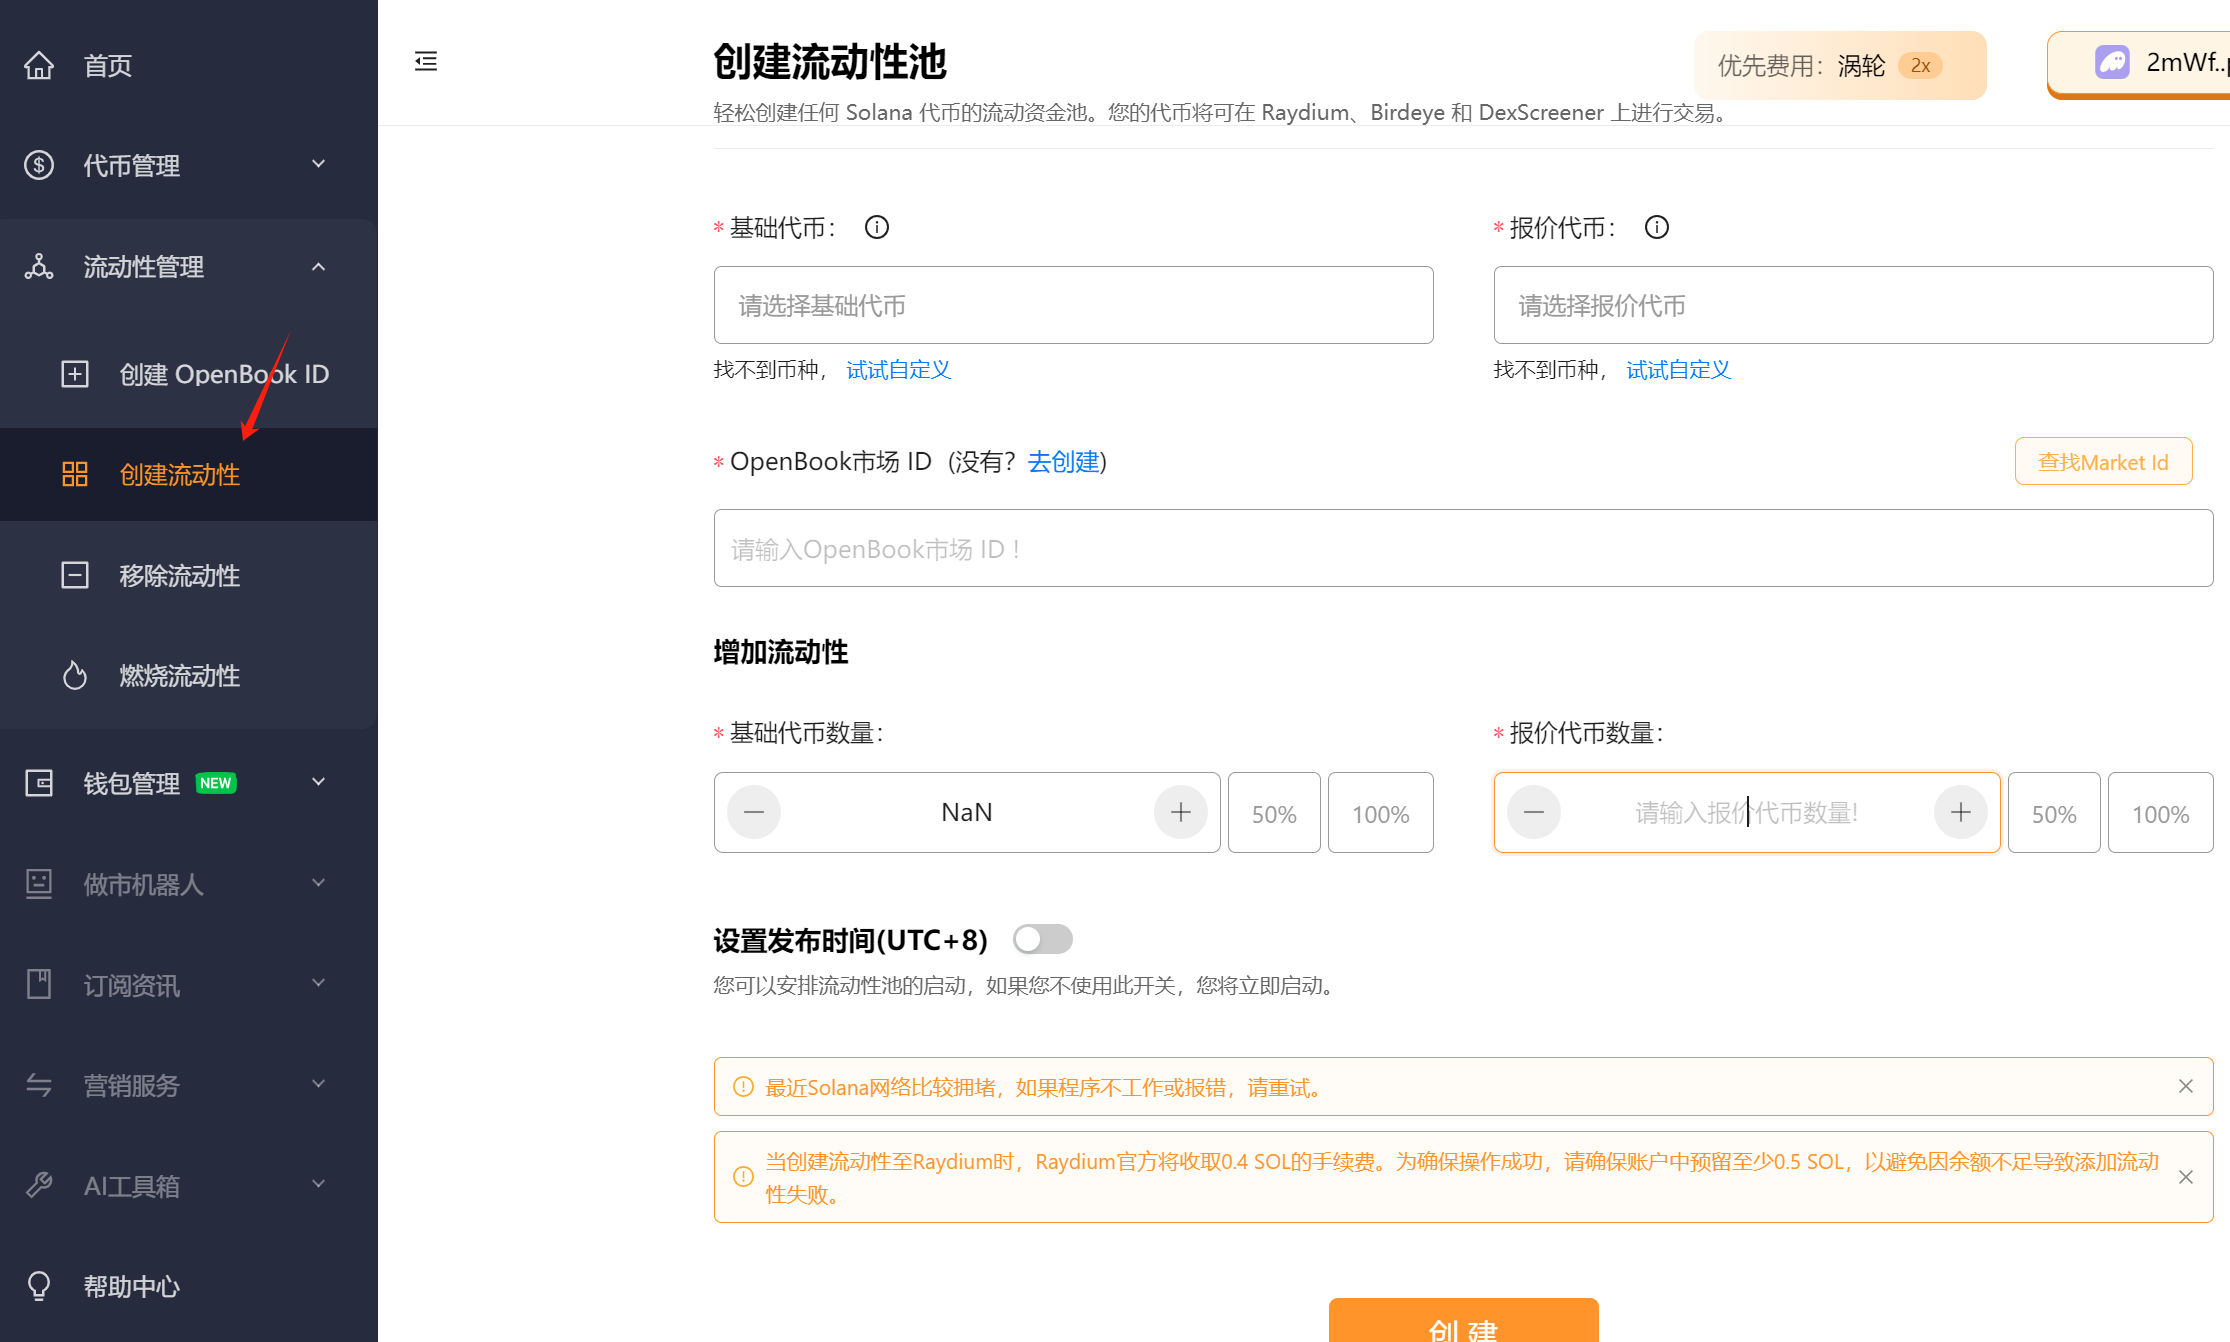 首页
代币管理
流动性管理
创建 OpenBook ID
创建流动性
移除流动性
燃烧流动性
钱包管理 NEW
做市机器人
订阅资讯
营销服务
AI工具箱
帮助中心
创建流动性池
轻松创建任何 Solana 代币的流动资金池。您的代币将可在 Raydium、Birdeye 和 DexScreener 上进行交易。
优先费用：涡轮 2x
2mWf..p
* 基础代币：
请选择基础代币
找不到币种， 试试自定义
* 报价代币：
请选择报价代币
找不到币种， 试试自定义
* OpenBook市场 ID（没有？去创建)
查找Market Id
请输入OpenBook市场 ID！
增加流动性
* 基础代币数量：
NaN
50%
100%
* 报价代币数量：
请输入报价代币数量!
50%
100%
设置发布时间(UTC+8)
您可以安排流动性池的启动，如果您不使用此开关，您将立即启动。
最近Solana网络比较拥堵，如果程序不工作或报错，请重试。
当创建流动性至Raydium时，Raydium官方将收取0.4 SOL的手续费。为确保操作成功，请确保账户中预留至少0.5 SOL，以避免因余额不足导致添加流动
性失败。
创 建